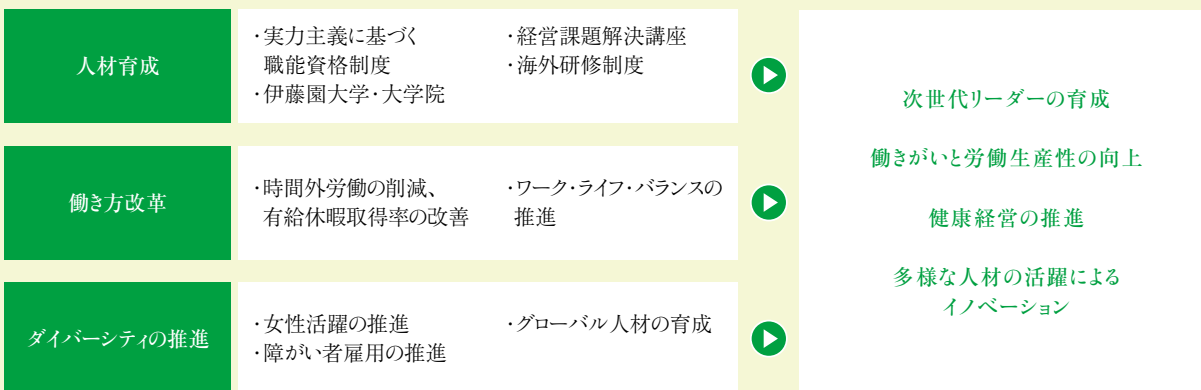 人材育成
・実力主義に基づく
職能資格制度
・伊藤園大学・大学院
・経営課題解決講座
・海外研修制度
働き方改革
・時間外労働の削減、
有給休暇取得率の改善
・ワーク・ライフ・バランスの
推進
ダイバーシティの推進
・女性活躍の推進
・障がい者雇用の推進
・グローバル人材の育成
次世代リーダーの育成
働きがいと労働生産性の向上
健康経営の推進
多様な人材の活躍による
イノベーション